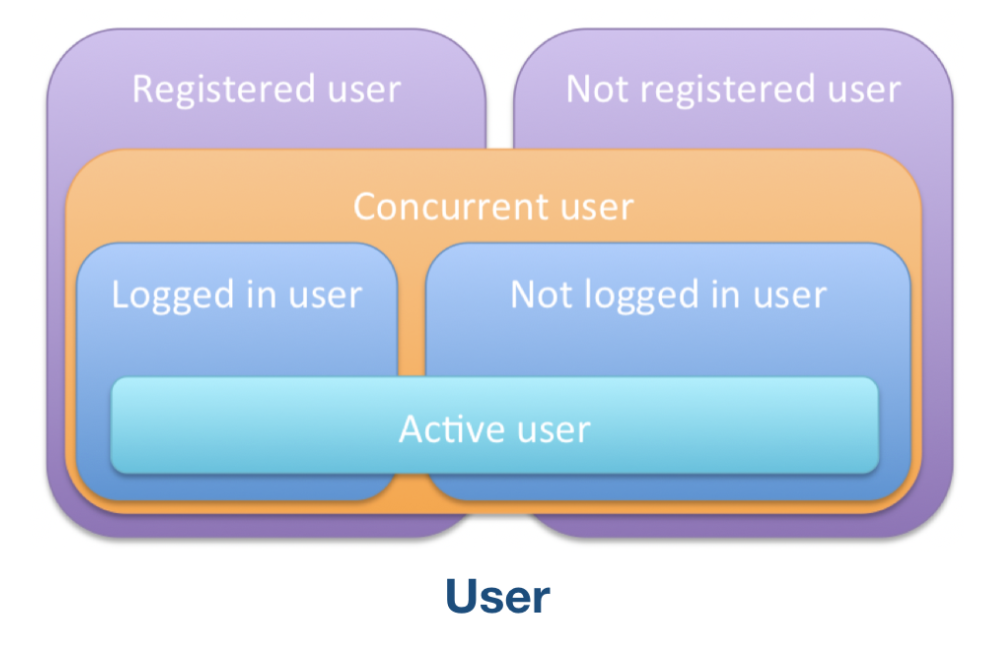 Registered user
Not registered user
Concurrent user
Logged in user
Not logged in user
Active user
User